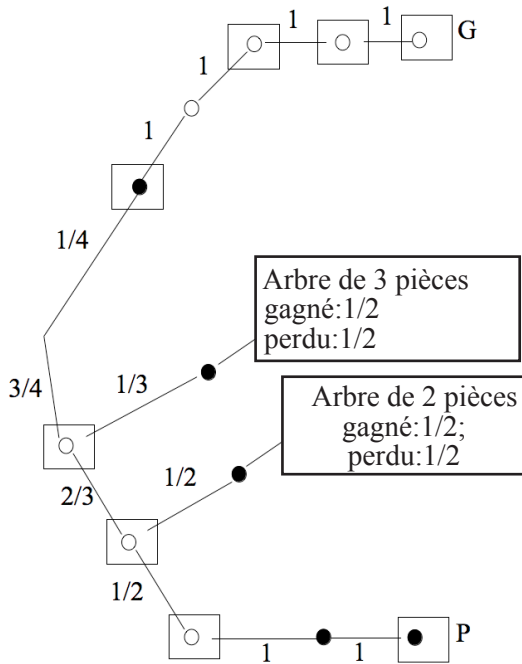 1
1
G
1
1
1/4
Arbre de 3 pièces
gagné:1/2
perdu:1/2
3/4
1/3
Arbre de 2 pièces
gagné:1/2;
perdu:1/2
2/3
1/2
1/2
1
1
P